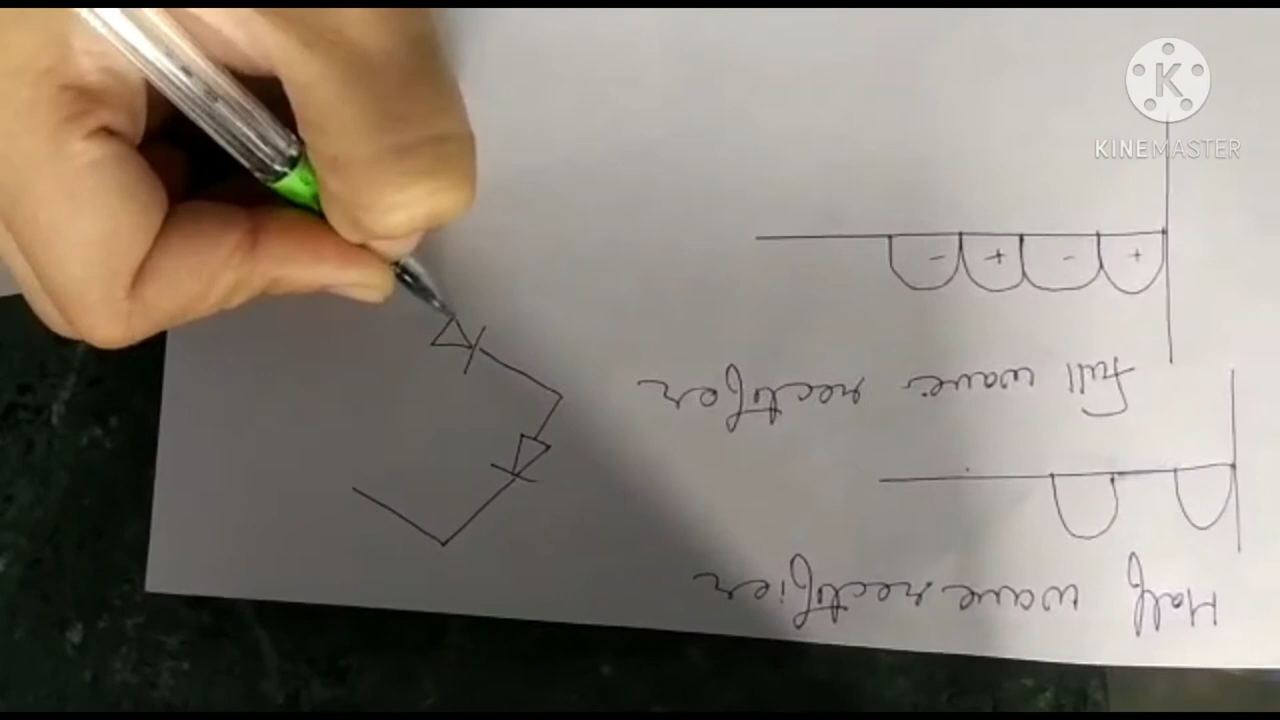 Half wave rectifier
full wave rectifier
+ - + -
K
KINEMASTER